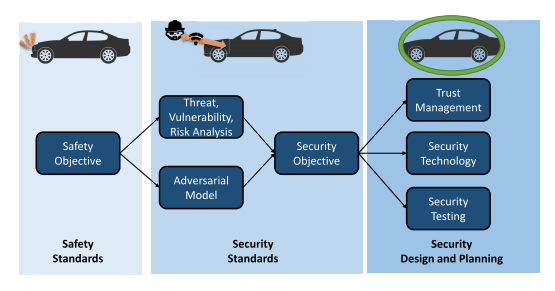 Safety
Objective
Threat,
Vulnerability,
Risk Analysis
Adversarial
Model
Security
Objective
Trust
Management
Security
Technology
Security
Testing
Safety
Standards
Security
Standards
Security
Design and Planning